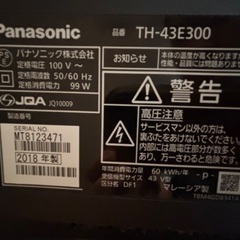 Panasonic
品番 TH-43E300
パナソニック株式会社
定格電圧 100 V~
定格周波数 50/60 Hz
定格消費電力 99 W
JQA JQ10009
製造番号
SERIAL NO.
MT8123471
2018 年製
お知らせ
警告
高圧注意
サービスマン以外の方は、
裏ぶたをあけないでください。
内部には高電圧部分が数多く
あり、万一さわると危険です。
年間消費電力量 60 kWh/年 - p -
受信機型サイズ 43 V型
区分名 DF1 マレーシア製